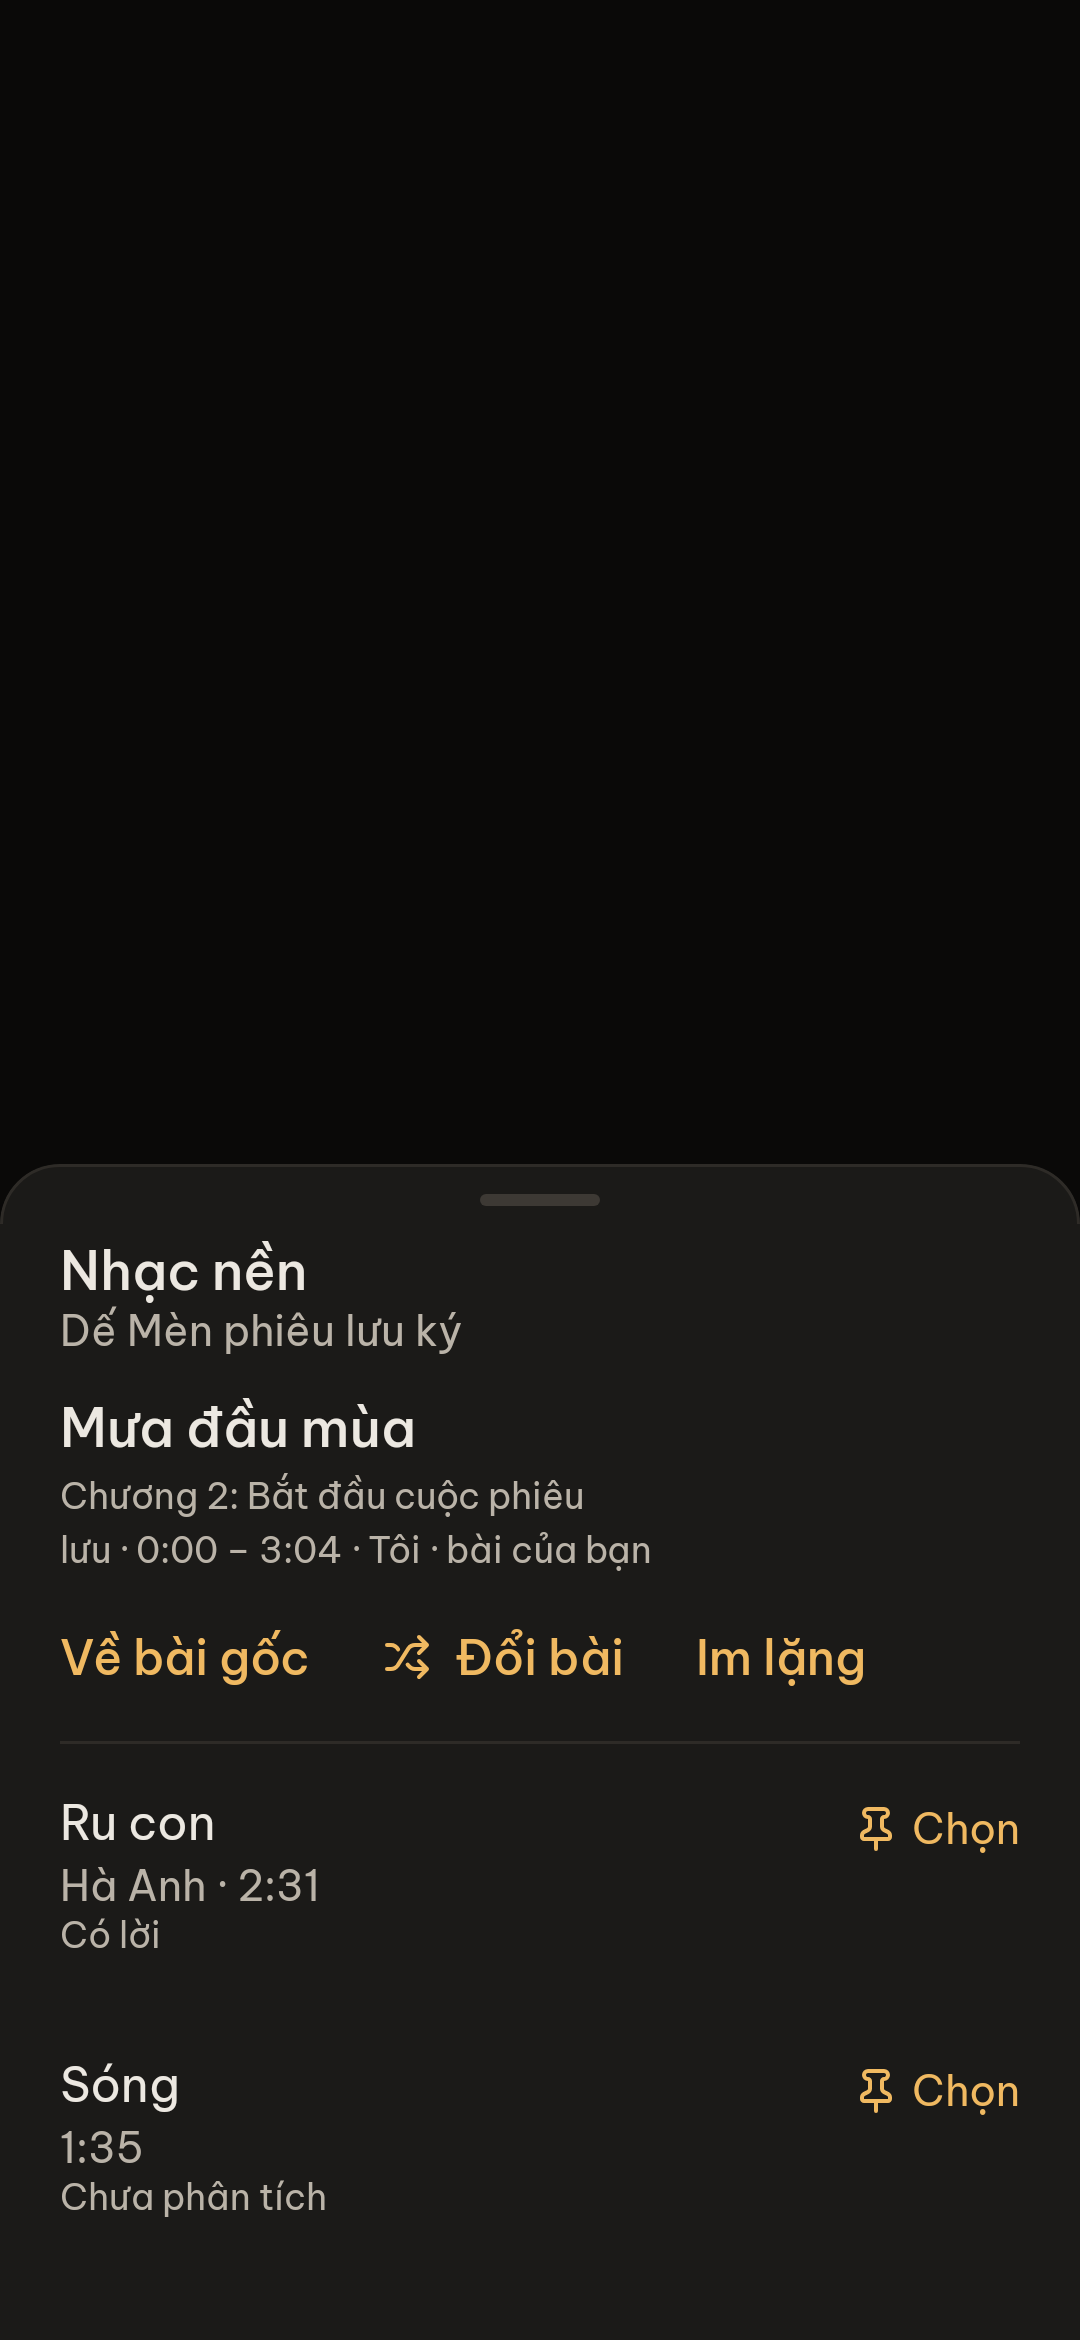 Nhạc nền
Dế Mèn phiêu lưu ký
Mưa đầu mùa
Chương 2: Bắt đầu cuộc phiêu
lưu · 0:00 – 3:04 · Tôi · bài của bạn
Về bài gốc
Đổi bài
Im lặng
Ru con
Chọn
Hà Anh · 2:31
Có lời
Sóng
Chọn
1:35
Chưa phân tích